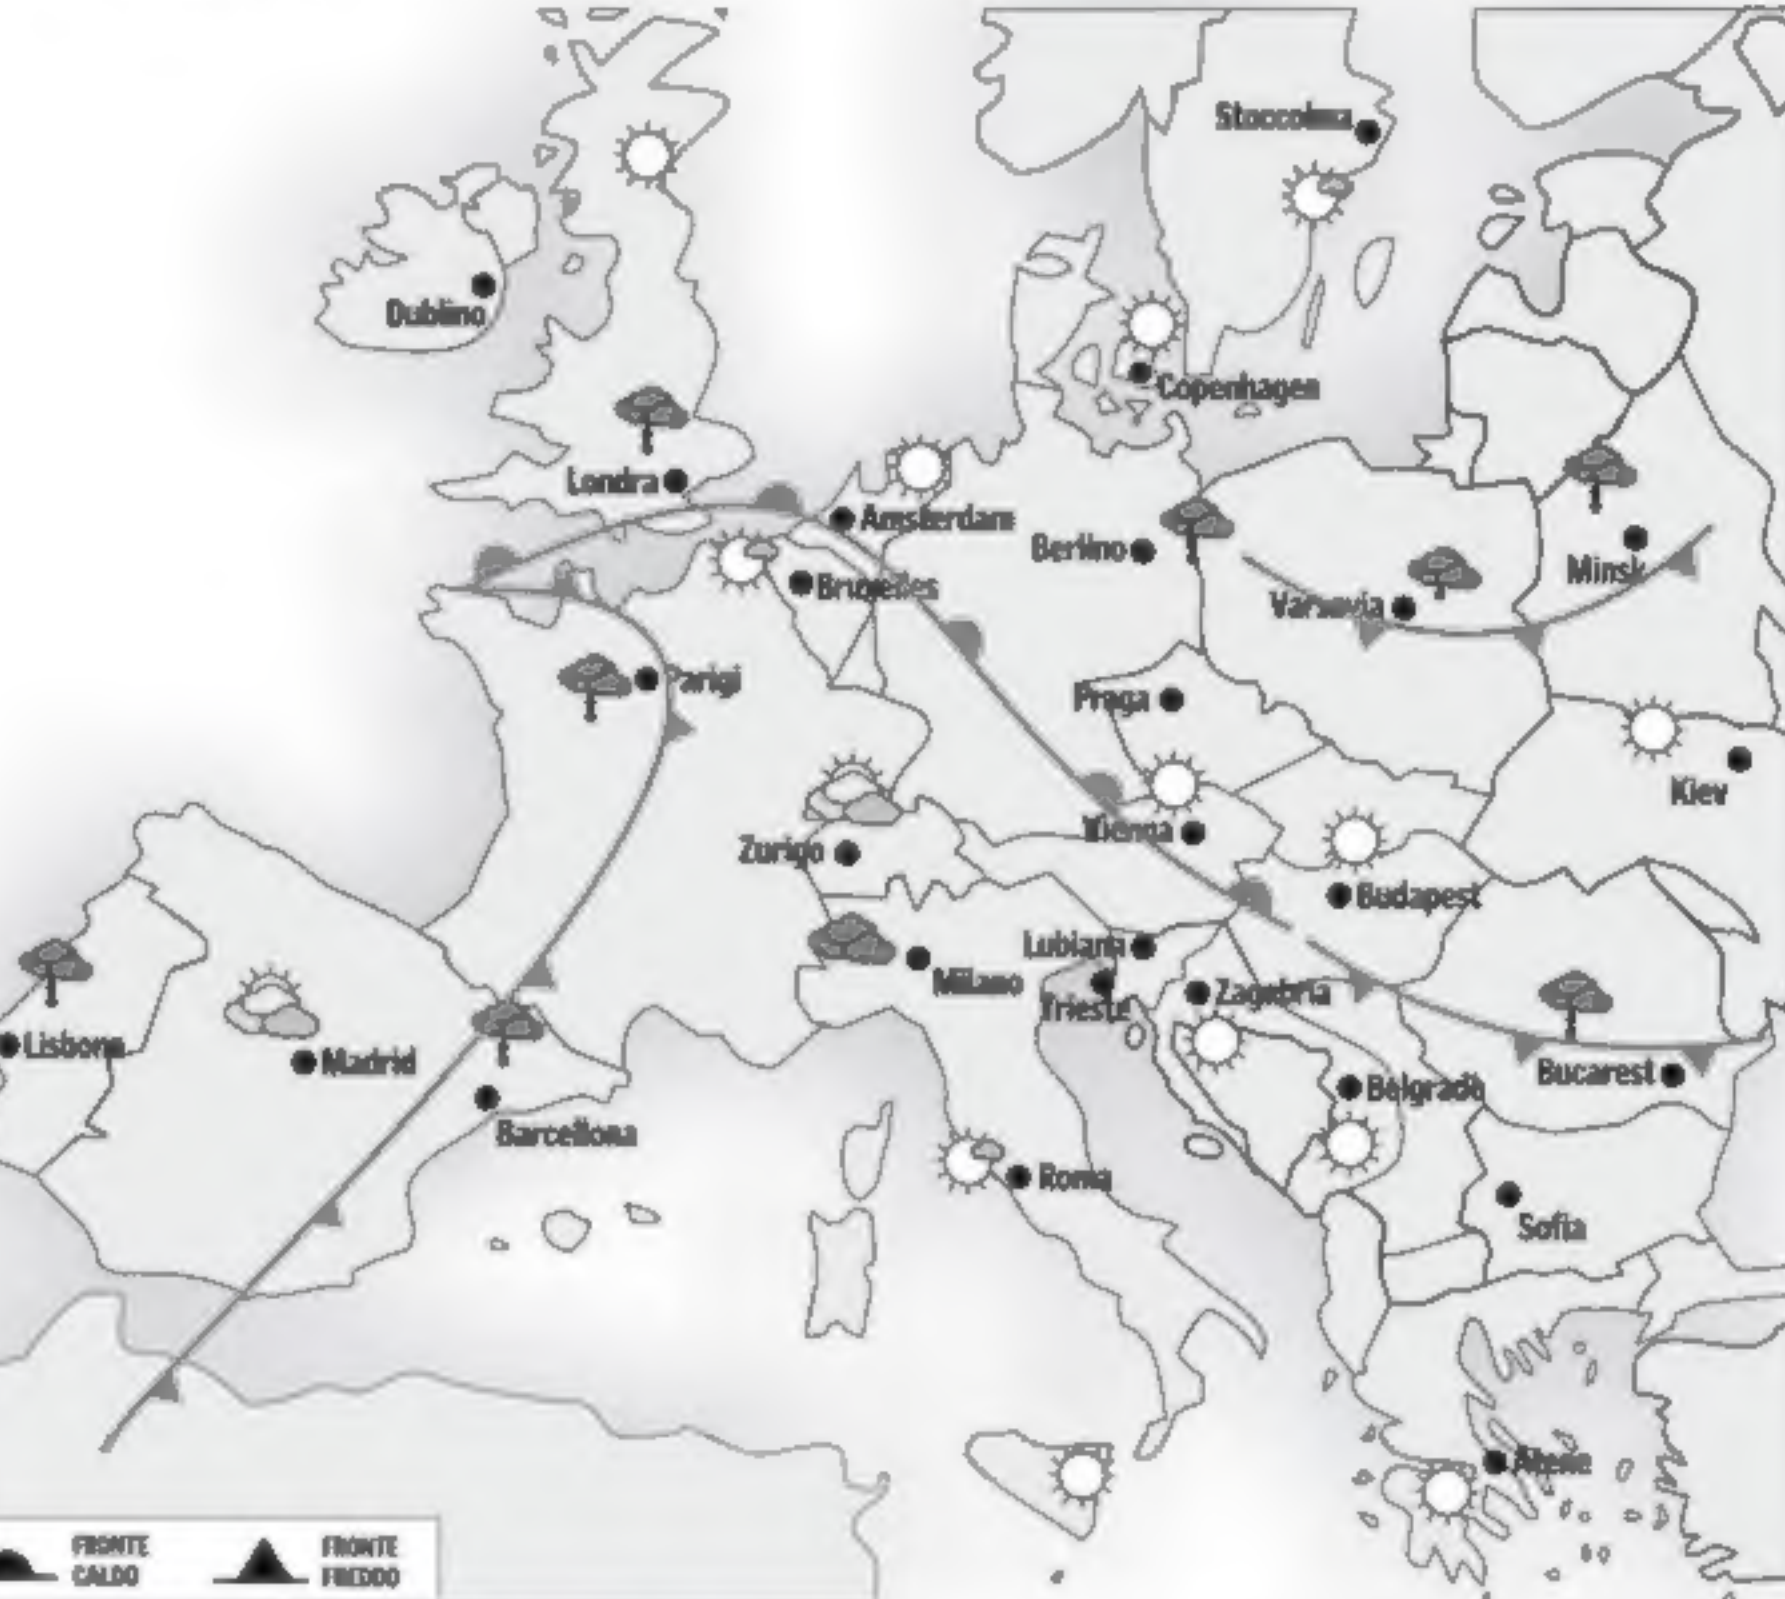 Stoccolma
Dublino
Copenhagen
Londra
Amsterdam
Berlino
Minsk
Bruxelles
Varsavia
Parigi
Praga
Kiev
Vienna
Zurigo
Budapest
Lubiana
Milano
Trieste
Zagabria
Lisbona
Madrid
Bucarest
Belgrado
Barcellona
Roma
Sofia
Atene
FRONTE
CALDO
FRONTE
FREDDO